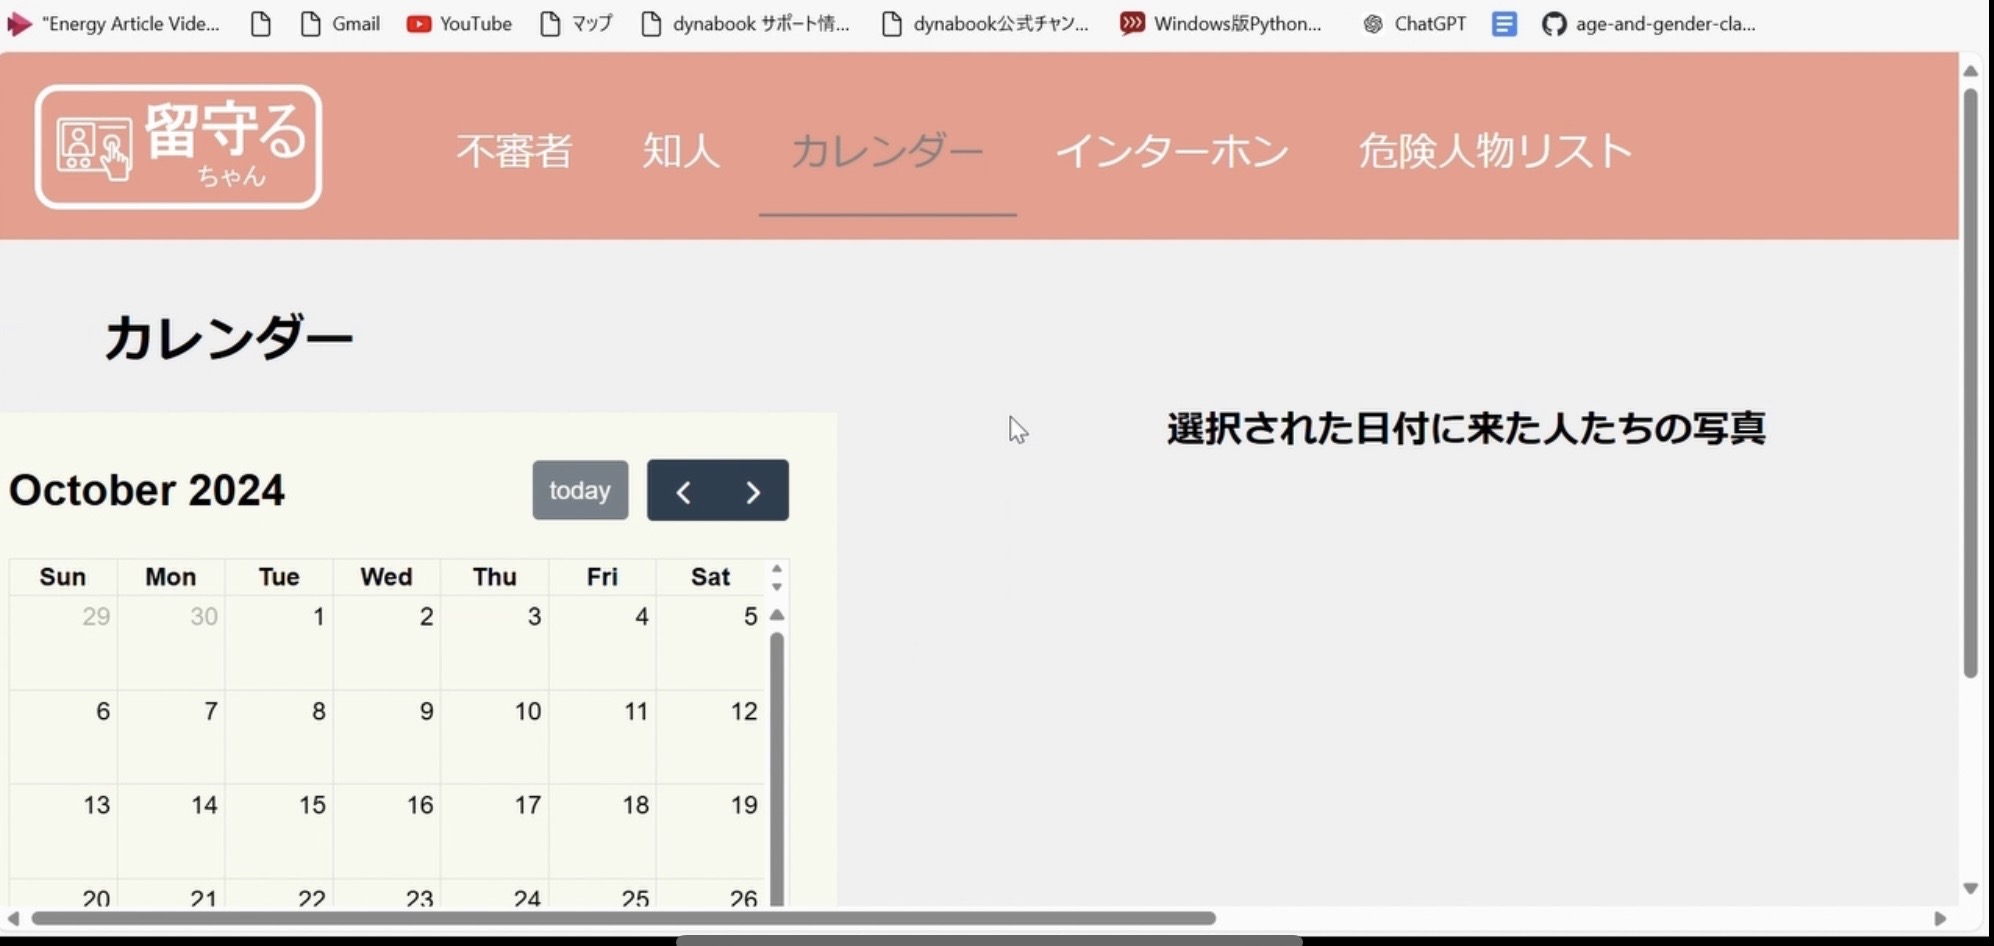 "Energy Article Vide... Gmail YouTube マップ dynabook サポート情... dynabook公式チャン... Windows版Python... ChatGPT age-and-gender-cla...
留守る
ちゃん
不審者 知人 カレンダー インターホン 危険人物リスト
カレンダー
選択された日付に来た人たちの写真
October 2024 today
Sun Mon Tue Wed Thu Fri Sat
29 30 1 2 3 4 5
6 7 8 9 10 11 12
13 14 15 16 17 18 19
20 21 22 23 24 25 26